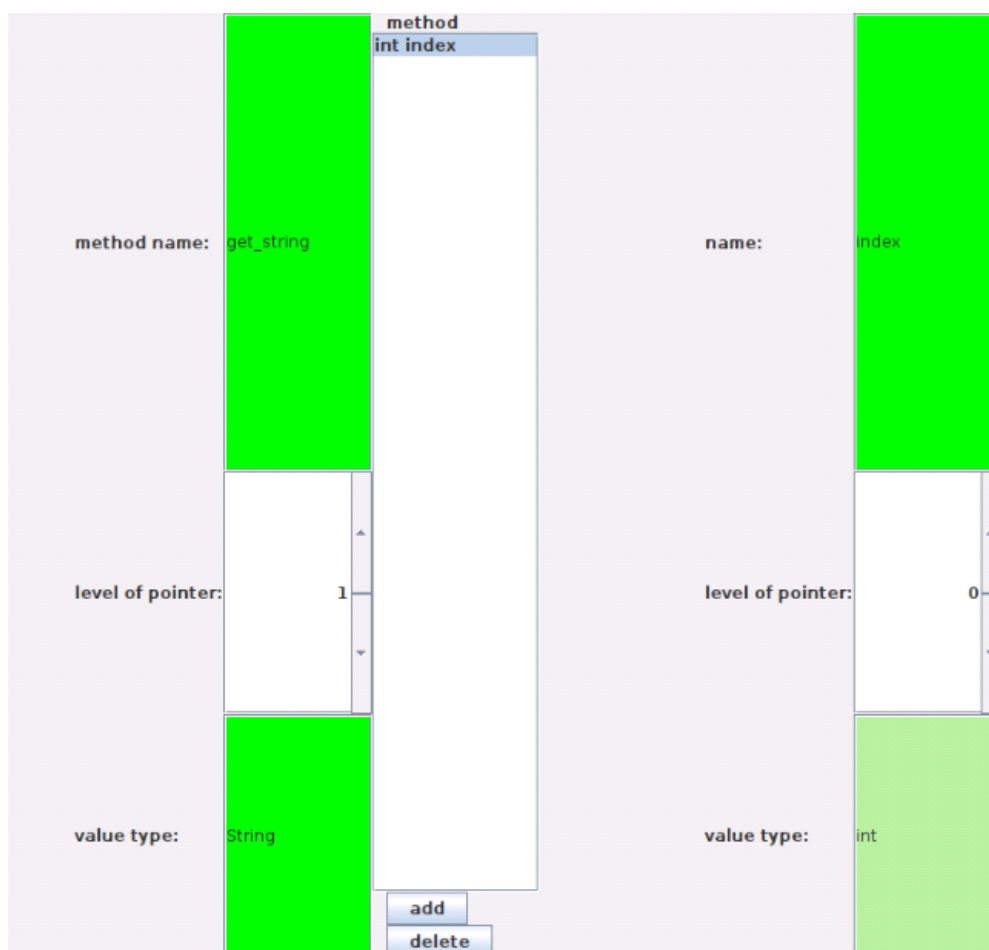 method
int index
method name: get_string
name: index
level of pointer: 1
level of pointer: 0
value type: String
value type: int
add
delete